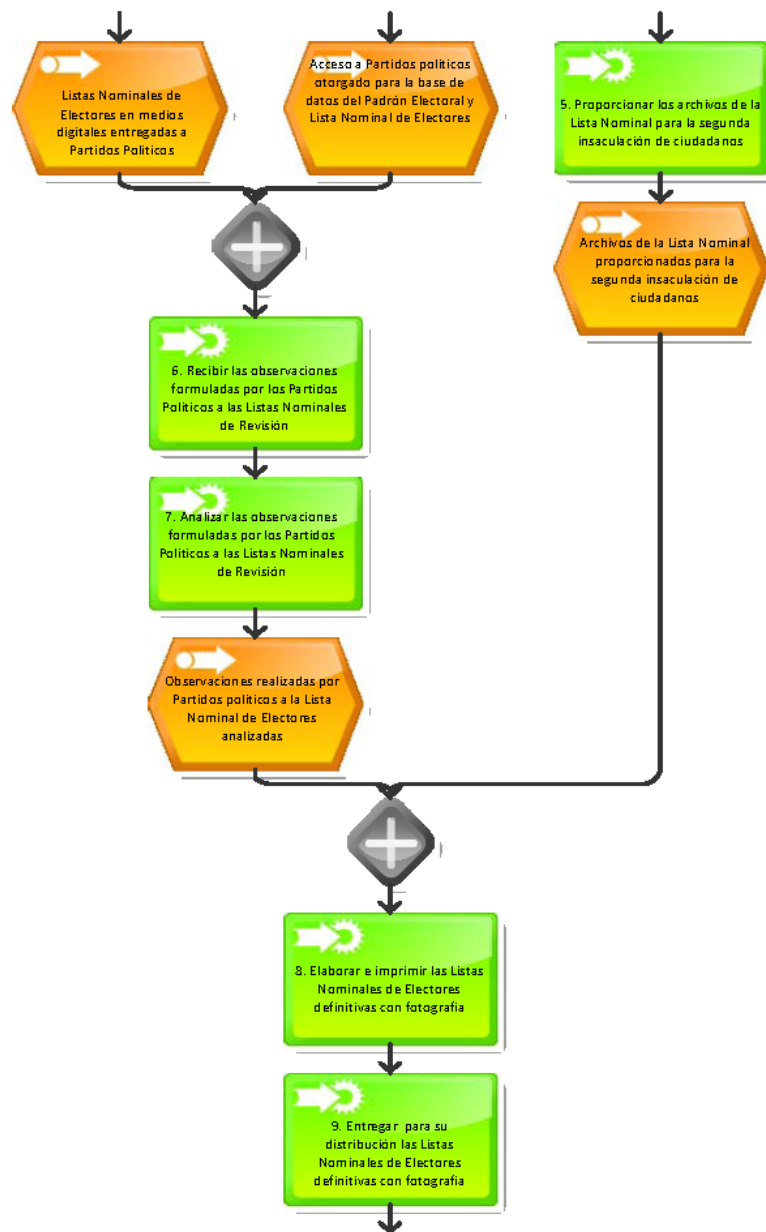 Listas Nominales de
Electores en medios
digitales entregadas a
Partidos Politicos
Acceso a Partidos politicos
otorgado para la base de
datos del Padrón Electoral y
Lista Nominal de Electores
5. Proporcionar los archivos de la
Lista Nominal para la segunda
insaculación de ciudadanos
Archivos de la Lista Nominal
proporcionados para la
segunda insaculación de
ciudadanos
6. Recibir las observaciones
formuladas por los Partidos
Politicos a las Listas Nominales
de Revisión
7. Analizar las observaciones
formuladas por los Partidos
Politicos a las Listas Nominales
de Revisión
Observaciones realizadas por
Partidos politicos a la Lista
Nominal de Electores
analizadas
8. Elaborar e imprimir las Listas
Nominales de Electores
definitivas con fotografia
9. Entregar para su
distribución las Listas
Nominales de Electores
definitivas con fotografia